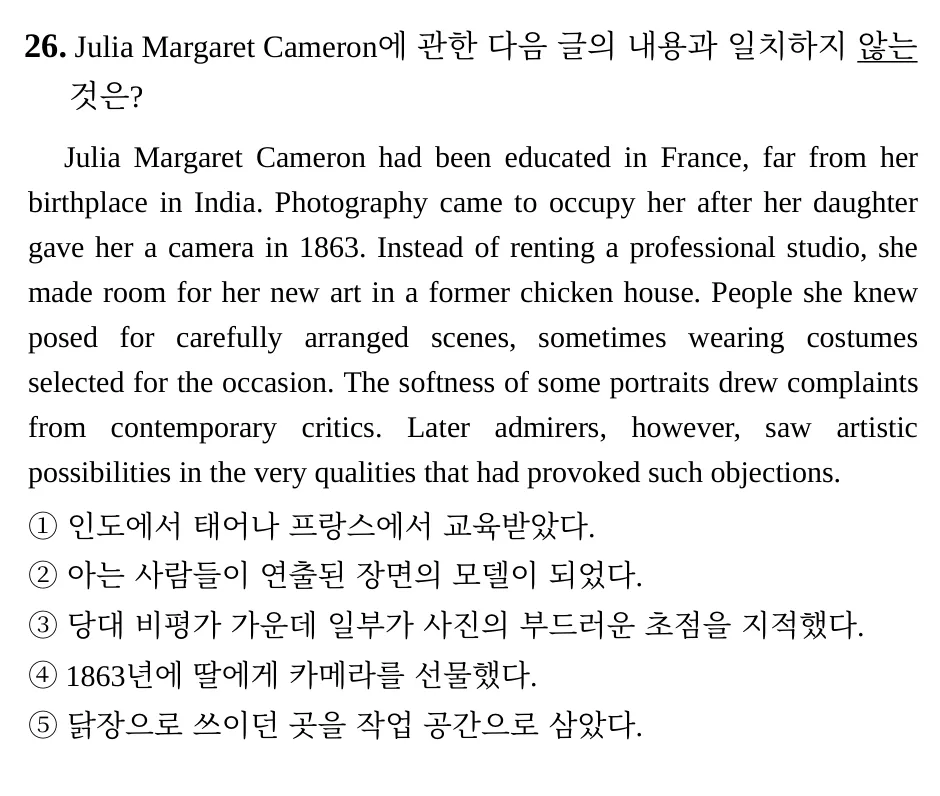 26. Julia Margaret Cameron에 관한 다음 글의 내용과 일치하지 않는
것은?
Julia Margaret Cameron had been educated in France, far from her
birthplace in India. Photography came to occupy her after her daughter
gave her a camera in 1863. Instead of renting a professional studio, she
made room for her new art in a former chicken house. People she knew
posed for carefully arranged scenes, sometimes wearing costumes
selected for the occasion. The softness of some portraits drew complaints
from contemporary critics. Later admirers, however, saw artistic
possibilities in the very qualities that had provoked such objections.
① 인도에서 태어나 프랑스에서 교육받았다.
② 아는 사람들이 연출된 장면의 모델이 되었다.
③ 당대 비평가 가운데 일부가 사진의 부드러운 초점을 지적했다.
④ 1863년에 딸에게 카메라를 선물했다.
⑤ 닭장으로 쓰이던 곳을 작업 공간으로 삼았다.